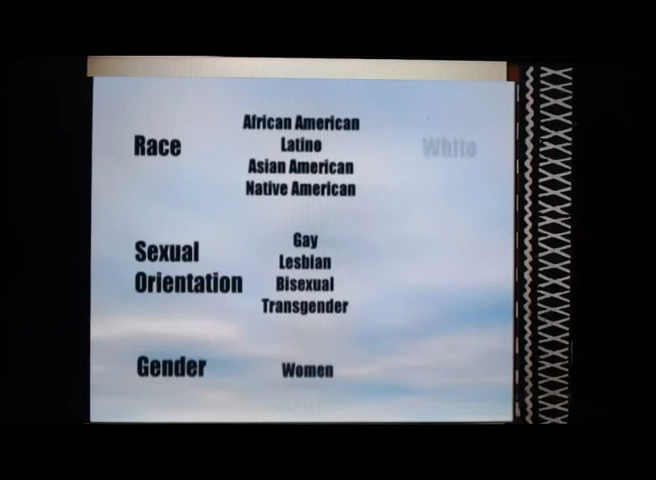 Race
African American
Latino
Asian American
Native American
White
Sexual
Orientation
Gay
Lesbian
Bisexual
Transgender
Gender
Women